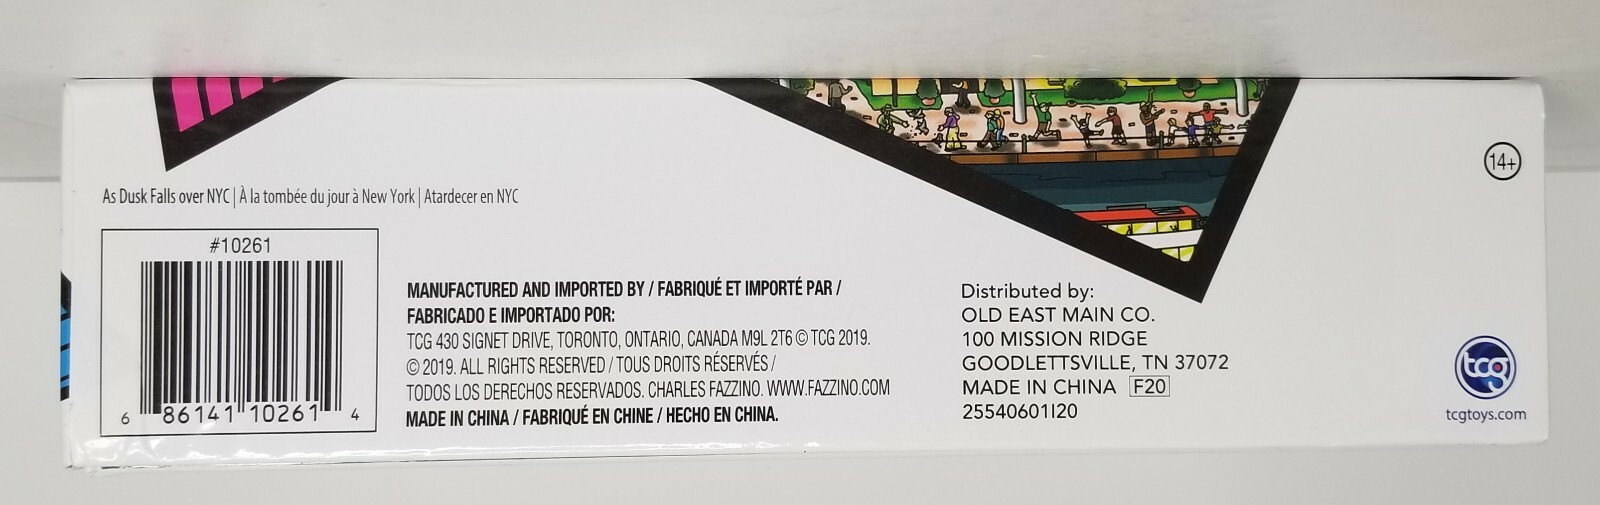 14+
As Dusk Falls over NYC | À la tombée du jour à New York | Atardecer en NYC
#10261
6 86141 10261 4
MANUFACTURED AND IMPORTED BY / FABRIQUÉ ET IMPORTÉ PAR /
FABRICADO E IMPORTADO POR:
TCG 430 SIGNET DRIVE, TORONTO, ONTARIO, CANADA M9L 2T6 © TCG 2019.
© 2019. ALL RIGHTS RESERVED / TOUS DROITS RÉSERVÉS /
TODOS LOS DERECHOS RESERVADOS. CHARLES FAZZINO. WWW.FAZZINO.COM
MADE IN CHINA / FABRIQUÉ EN CHINE / HECHO EN CHINA.
Distributed by:
OLD EAST MAIN CO.
100 MISSION RIDGE
GOODLETTSVILLE, TN 37072
MADE IN CHINA F20
25540601I20
tcg
tcgtoys.com